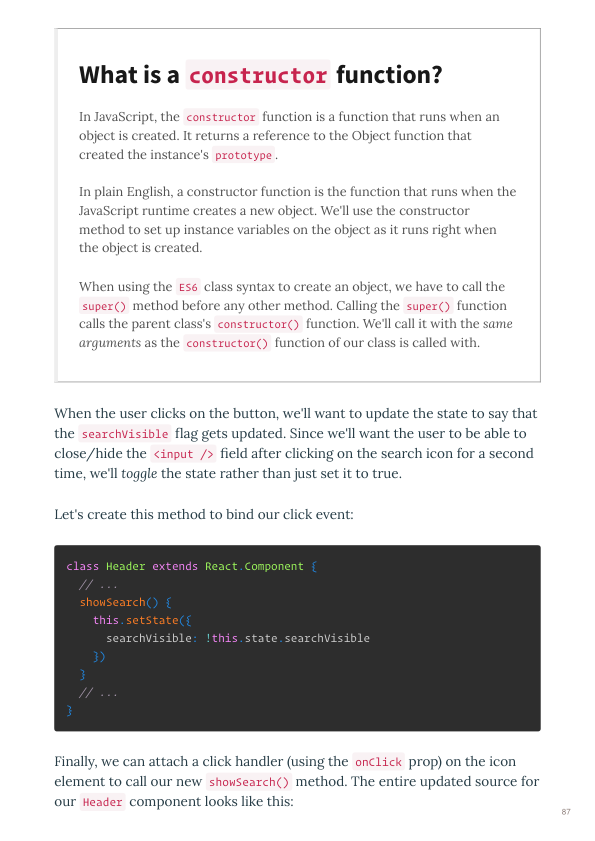 What is a constructor function?
In JavaScript, the constructor function is a function that runs when an
object is created. It returns a reference to the Object function that
created the instance's prototype.
In plain English, a constructor function is the function that runs when the
JavaScript runtime creates a new object. We'll use the constructor
method to set up instance variables on the object as it runs right when
the object is created.
When using the ES6 class syntax to create an object, we have to call the
super() method before any other method. Calling the super() function
calls the parent class's constructor() function. We'll call it with the same
arguments as the constructor() function of our class is called with.
When the user clicks on the button, we'll want to update the state to say that
the searchVisible flag gets updated. Since we'll want the user to be able to
close/hide the <input /> field after clicking on the search icon for a second
time, we'll toggle the state rather than just set it to true.
Let's create this method to bind our click event:
class Header extends React.Component {
  // ...
  showSearch() {
    this.setState({
      searchVisible: !this.state.searchVisible
    })
  }
  // ...
}
Finally, we can attach a click handler (using the onClick prop) on the icon
element to call our new showSearch() method. The entire updated source for
our Header component looks like this:
87